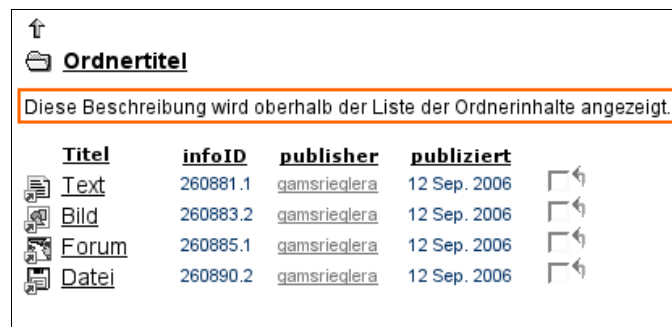 Ordnertitel
Diese Beschreibung wird oberhalb der Liste der Ordnerinhalte angezeigt.
Titel infoID publisher publiziert
Text 260881.1 gamsrieglera 12 Sep. 2006
Bild 260883.2 gamsrieglera 12 Sep. 2006
Forum 260885.1 gamsrieglera 12 Sep. 2006
Datei 260890.2 gamsrieglera 12 Sep. 2006